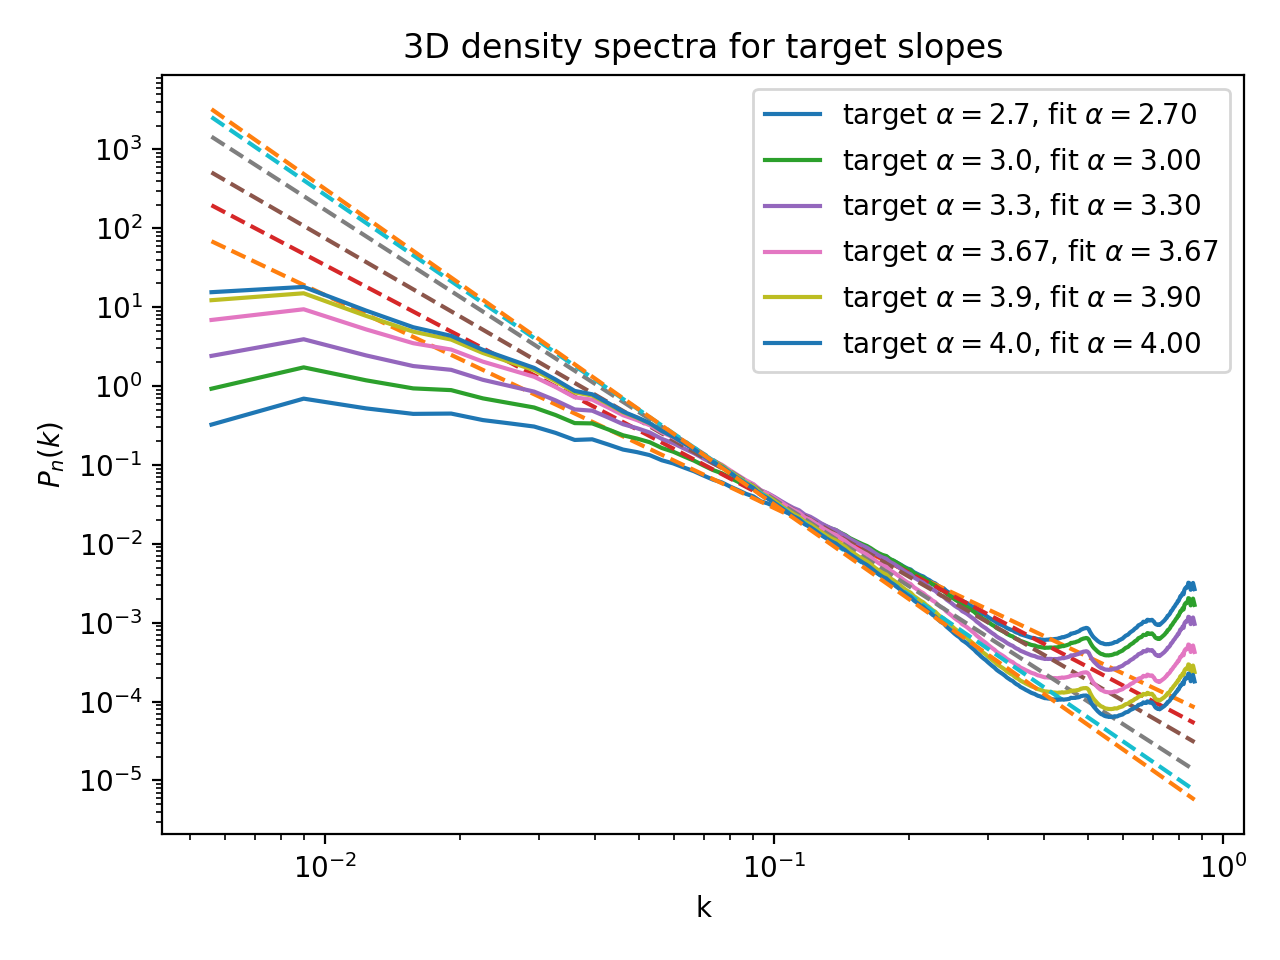 3D density spectra for target slopes
target α = 2.7, fit α = 2.70
target α = 3.0, fit α = 3.00
target α = 3.3, fit α = 3.30
target α = 3.67, fit α = 3.67
target α = 3.9, fit α = 3.90
target α = 4.0, fit α = 4.00
10³
10²
10¹
10⁰
10⁻¹
10⁻²
10⁻³
10⁻⁴
10⁻⁵
Pₙ(k)
10⁻² 10⁻¹ 10⁰
k